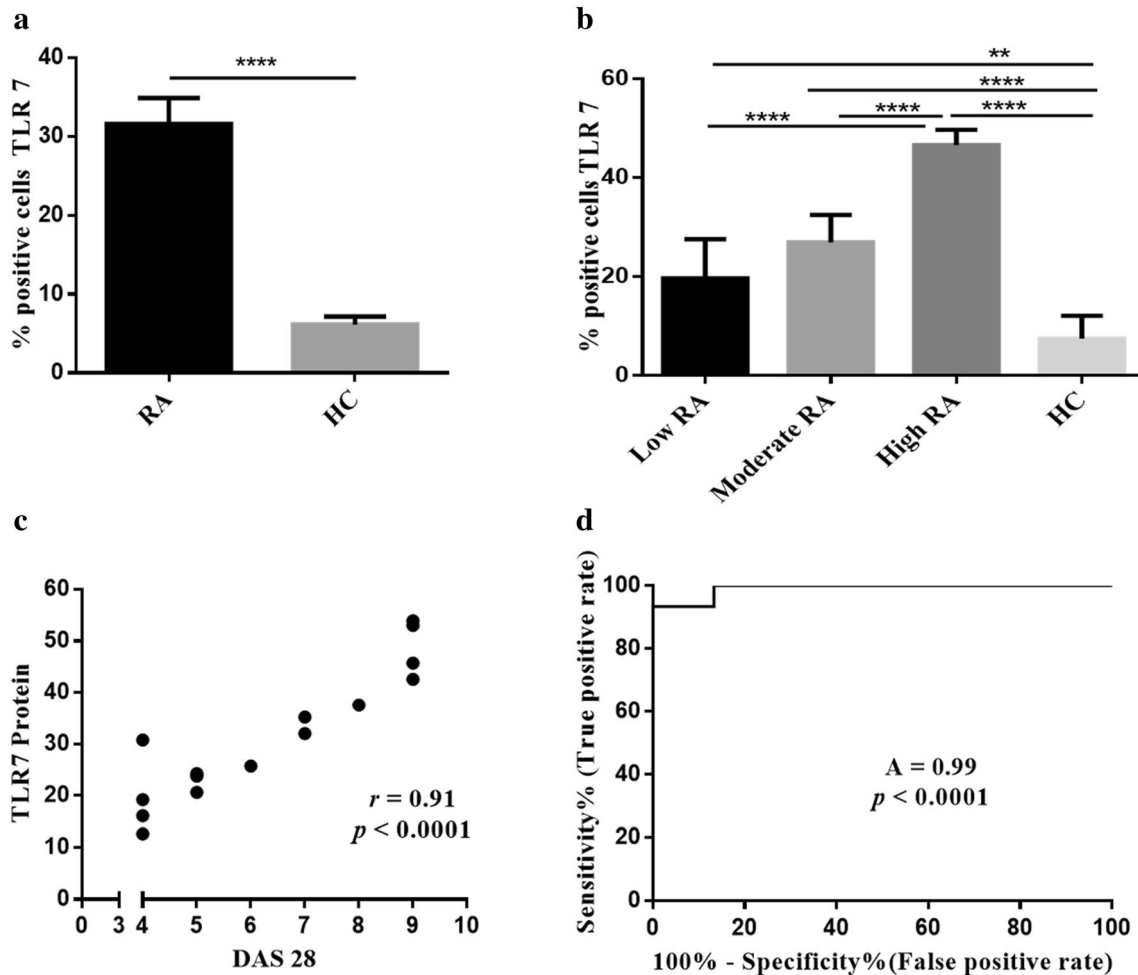 a
% positive cells TLR 7
40
30
20
10
0
****
RA
HC
b
% positive cells TLR 7
60
40
20
0
**
****
****
****
****
Low RA
Moderate RA
High RA
HC
c
TLR7 Protein
60
50
40
30
20
10
0
0 3 4 5 6 7 8 9 10
r = 0.91
p < 0.0001
DAS 28
d
Sensitivity% (True positive rate)
100
80
60
40
20
0
A = 0.99
p < 0.0001
0 20 40 60 80 100
100% - Specificity%(False positive rate)